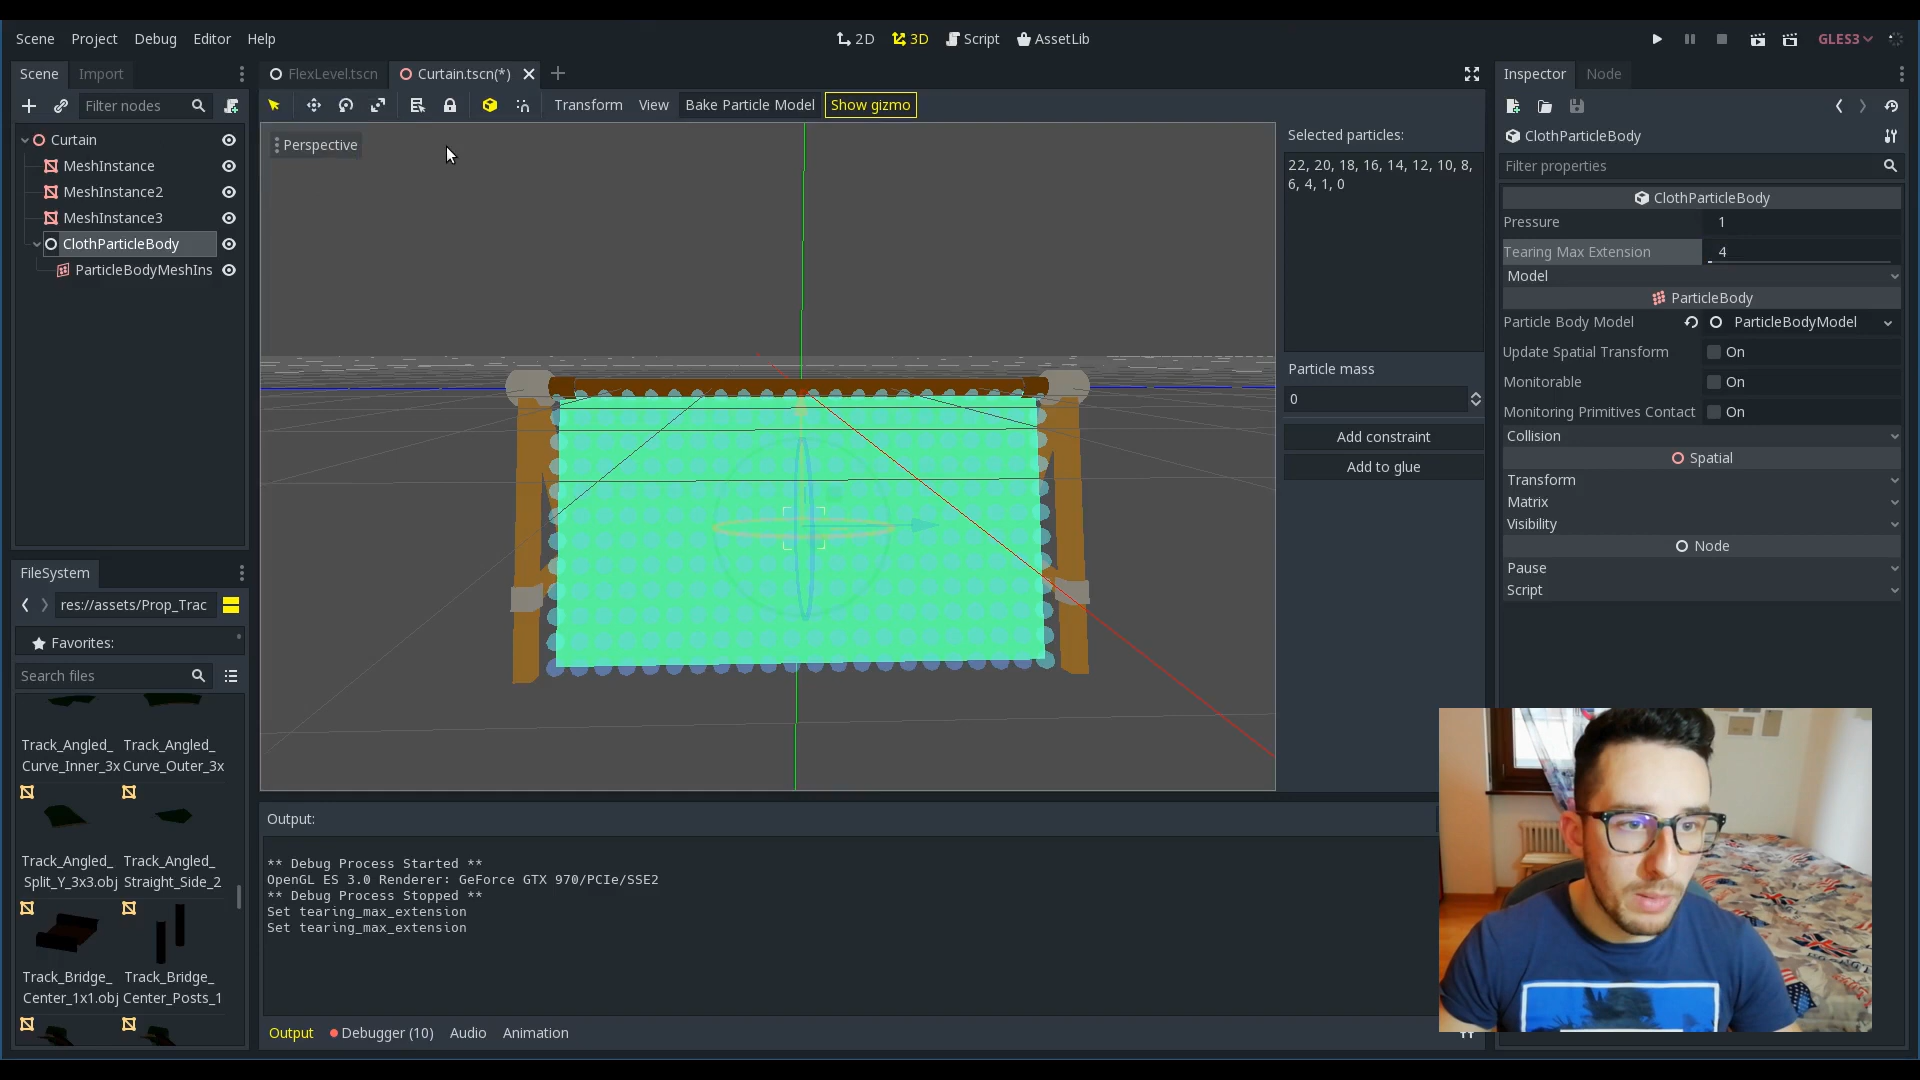 Scene Project Debug Editor Help
2D 3D Script AssetLib
GLES3
Scene Import
Filter nodes
Curtain
MeshInstance
MeshInstance2
MeshInstance3
ClothParticleBody
ParticleBodyMeshIns
FileSystem
res://assets/Prop_Trac
Favorites:
Search files
Track_Angled_
Curve_Inner_3x
Track_Angled_
Curve_Outer_3x
Track_Angled_
Split_Y_3x3.obj
Track_Angled_
Straight_Side_2
Track_Bridge_
Center_1x1.obj
Track_Bridge_
Center_Posts_1
FlexLevel.tscn Curtain.tscn(*)
Transform View Bake Particle Model Show gizmo
Perspective
Selected particles:
22, 20, 18, 16, 14, 12, 10, 8,
6, 4, 1, 0
Particle mass
0
Add constraint
Add to glue
Output:
** Debug Process Started **
OpenGL ES 3.0 Renderer: GeForce GTX 970/PCIe/SSE2
** Debug Process Stopped **
Set tearing_max_extension
Set tearing_max_extension
Output Debugger (10) Audio Animation
Inspector Node
ClothParticleBody
Filter properties
ClothParticleBody
Pressure 1
Tearing Max Extension 4
Model
ParticleBody
Particle Body Model ParticleBodyModel
Update Spatial Transform On
Monitorable On
Monitoring Primitives Contact On
Collision
Spatial
Transform
Matrix
Visibility
Node
Pause
Script